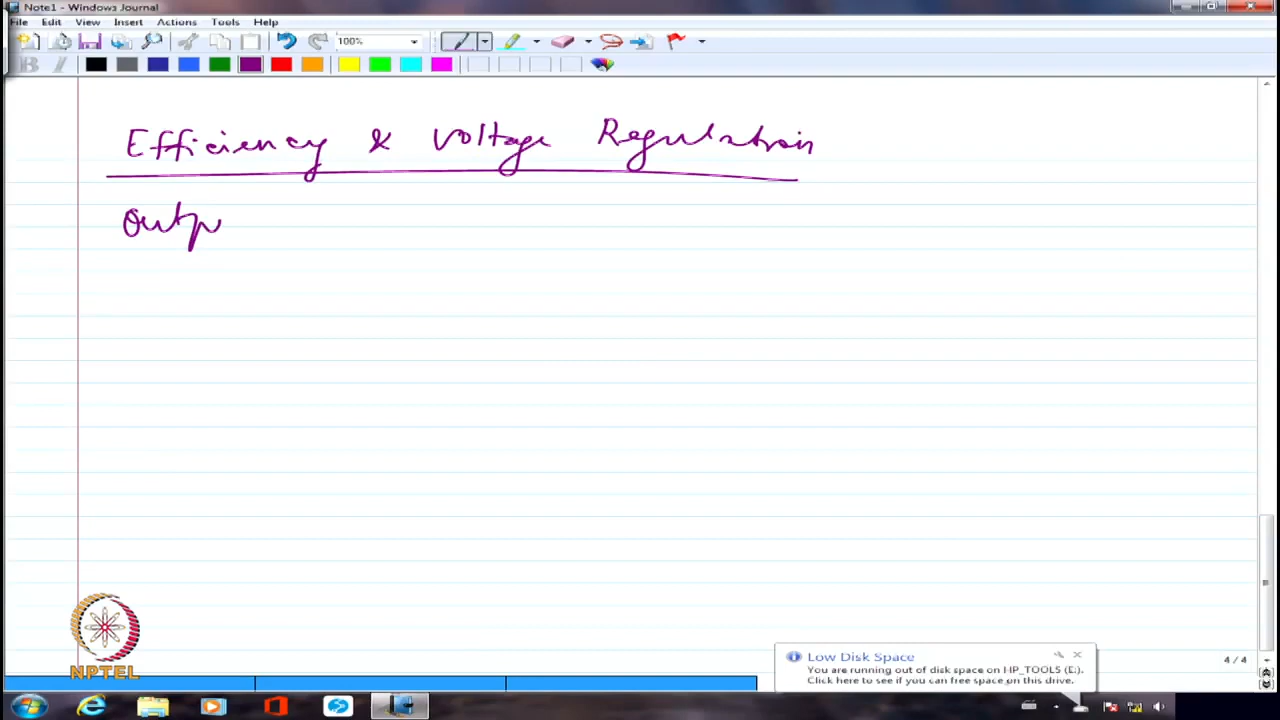 Note1 - Windows Journal
File Edit View Insert Actions Tools Help
100%
B I
Efficiency & Voltage Regulation
Outpu
NPTEL
4 / 4
Low Disk Space
You are running out of disk space on HP_TOOLS (E:).
Click here to see if you can free space on this drive.